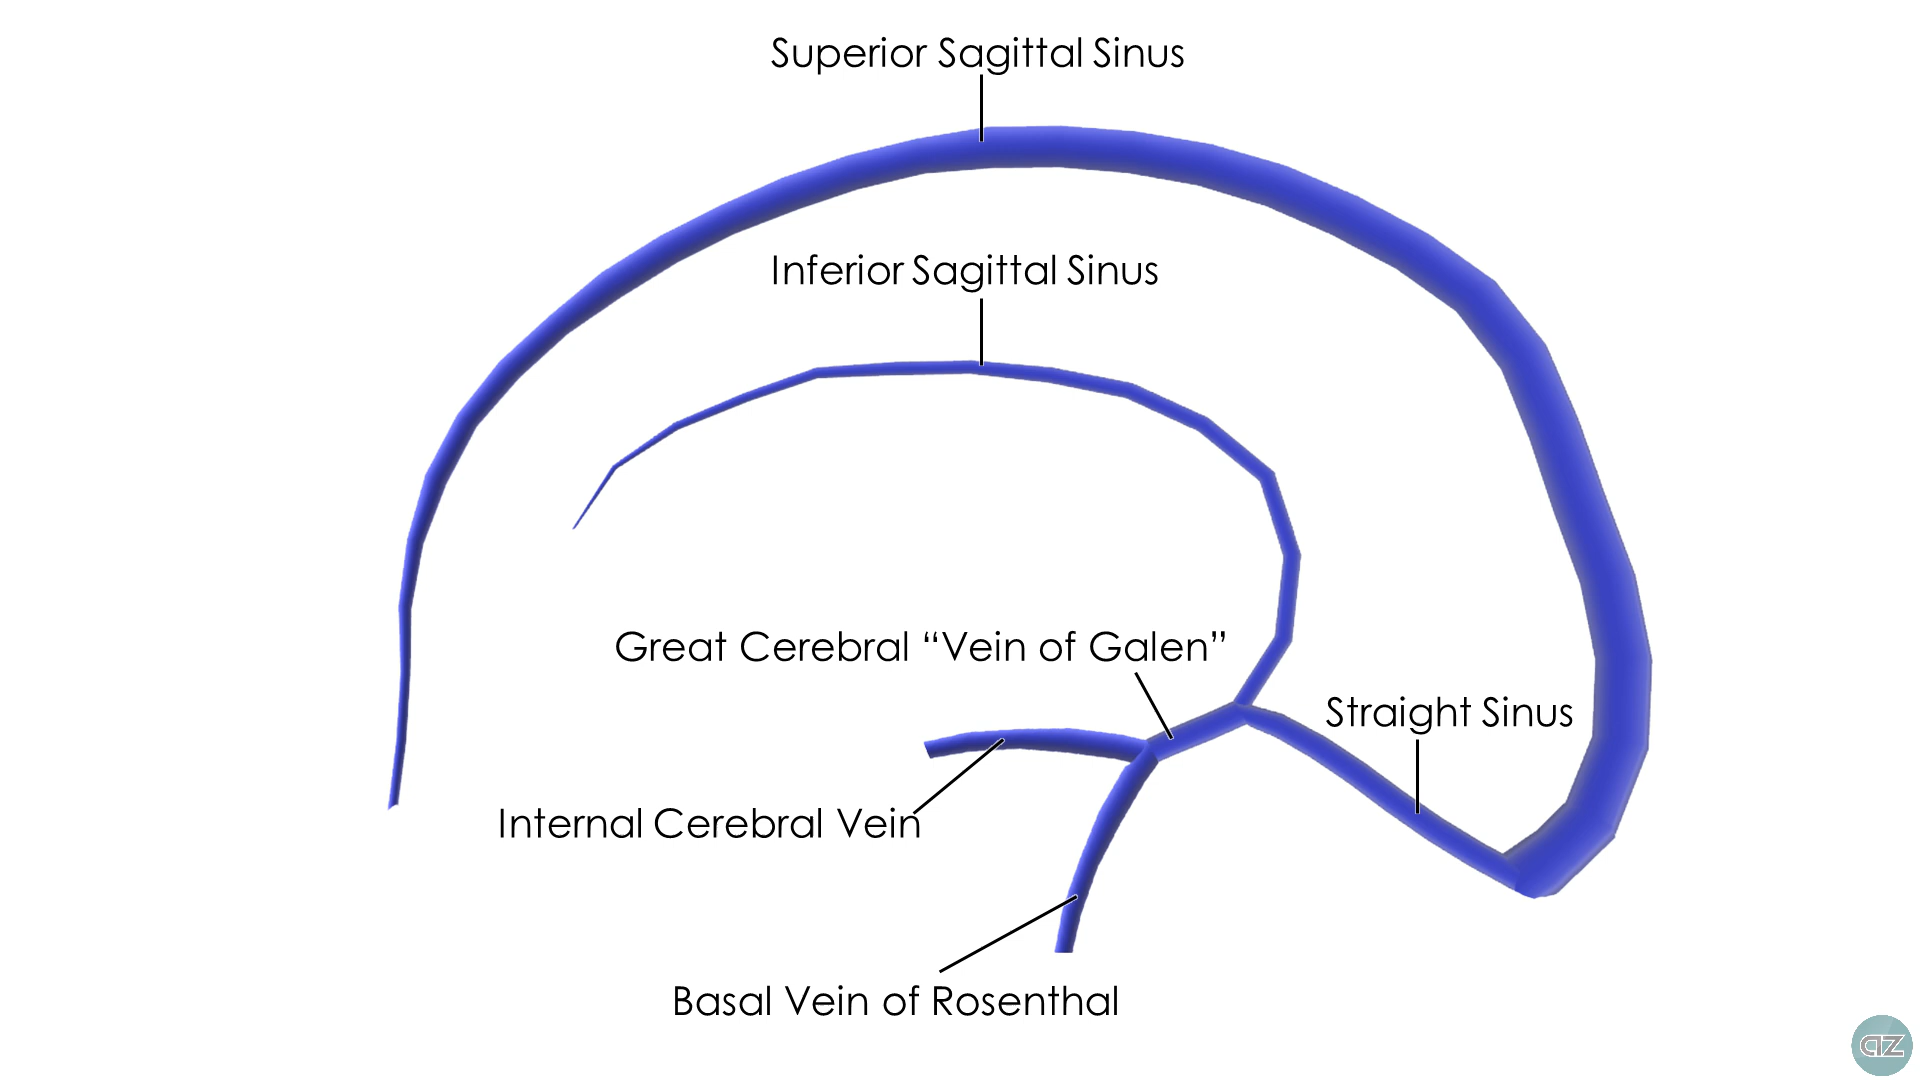 Superior Sagittal Sinus
Inferior Sagittal Sinus
Great Cerebral “Vein of Galen”
Straight Sinus
Internal Cerebral Vein
Basal Vein of Rosenthal
az